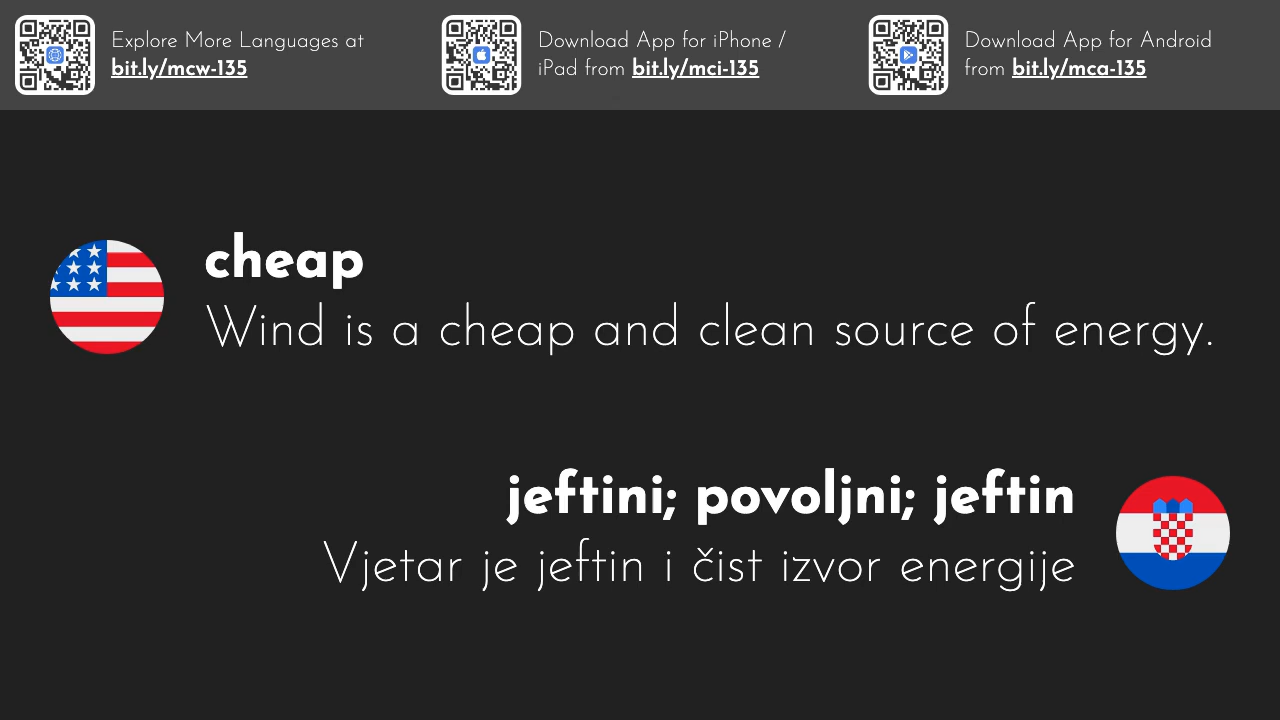 Explore More Languages at
bit.ly/mcw-135
Download App for iPhone /
iPad from bit.ly/mci-135
Download App for Android
from bit.ly/mca-135
cheap
Wind is a cheap and clean source of energy.
jeftini; povoljni; jeftin
Vjetar je jeftin i čist izvor energije